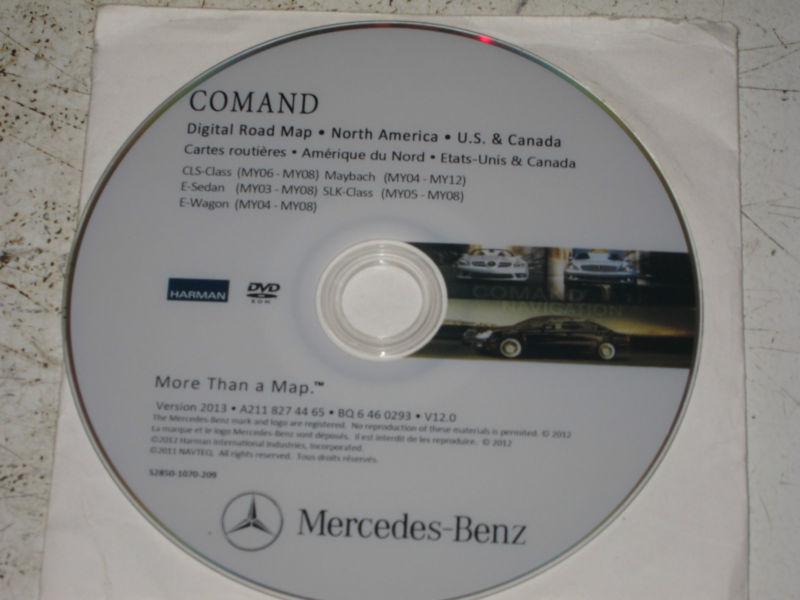 COMAND
Digital Road Map • North America • U.S. & Canada
Cartes routières • Amérique du Nord • Etats-Unis & Canada
CLS-Class (MY06 - MY08) Maybach (MY04 - MY12)
E-Sedan (MY03 - MY08) SLK-Class (MY05 - MY08)
E-Wagon (MY04 - MY08)
COMAND
NAVIGATION
HARMAN
DVD
ROM
More Than a Map.™
Version 2013 • A211 827 44 65 • BQ 6 46 0293 • V12.0
The Mercedes-Benz mark and logo are registered. No reproduction of these materials is permitted. © 2012
La marque et le logo Mercedes-Benz sont déposés. Il est interdit de les reproduire. © 2012
©2012 Harman International Industries, Incorporated.
©2011 NAVTEQ. All rights reserved. Tous droits réservés.
S2850-1070-209
Mercedes-Benz